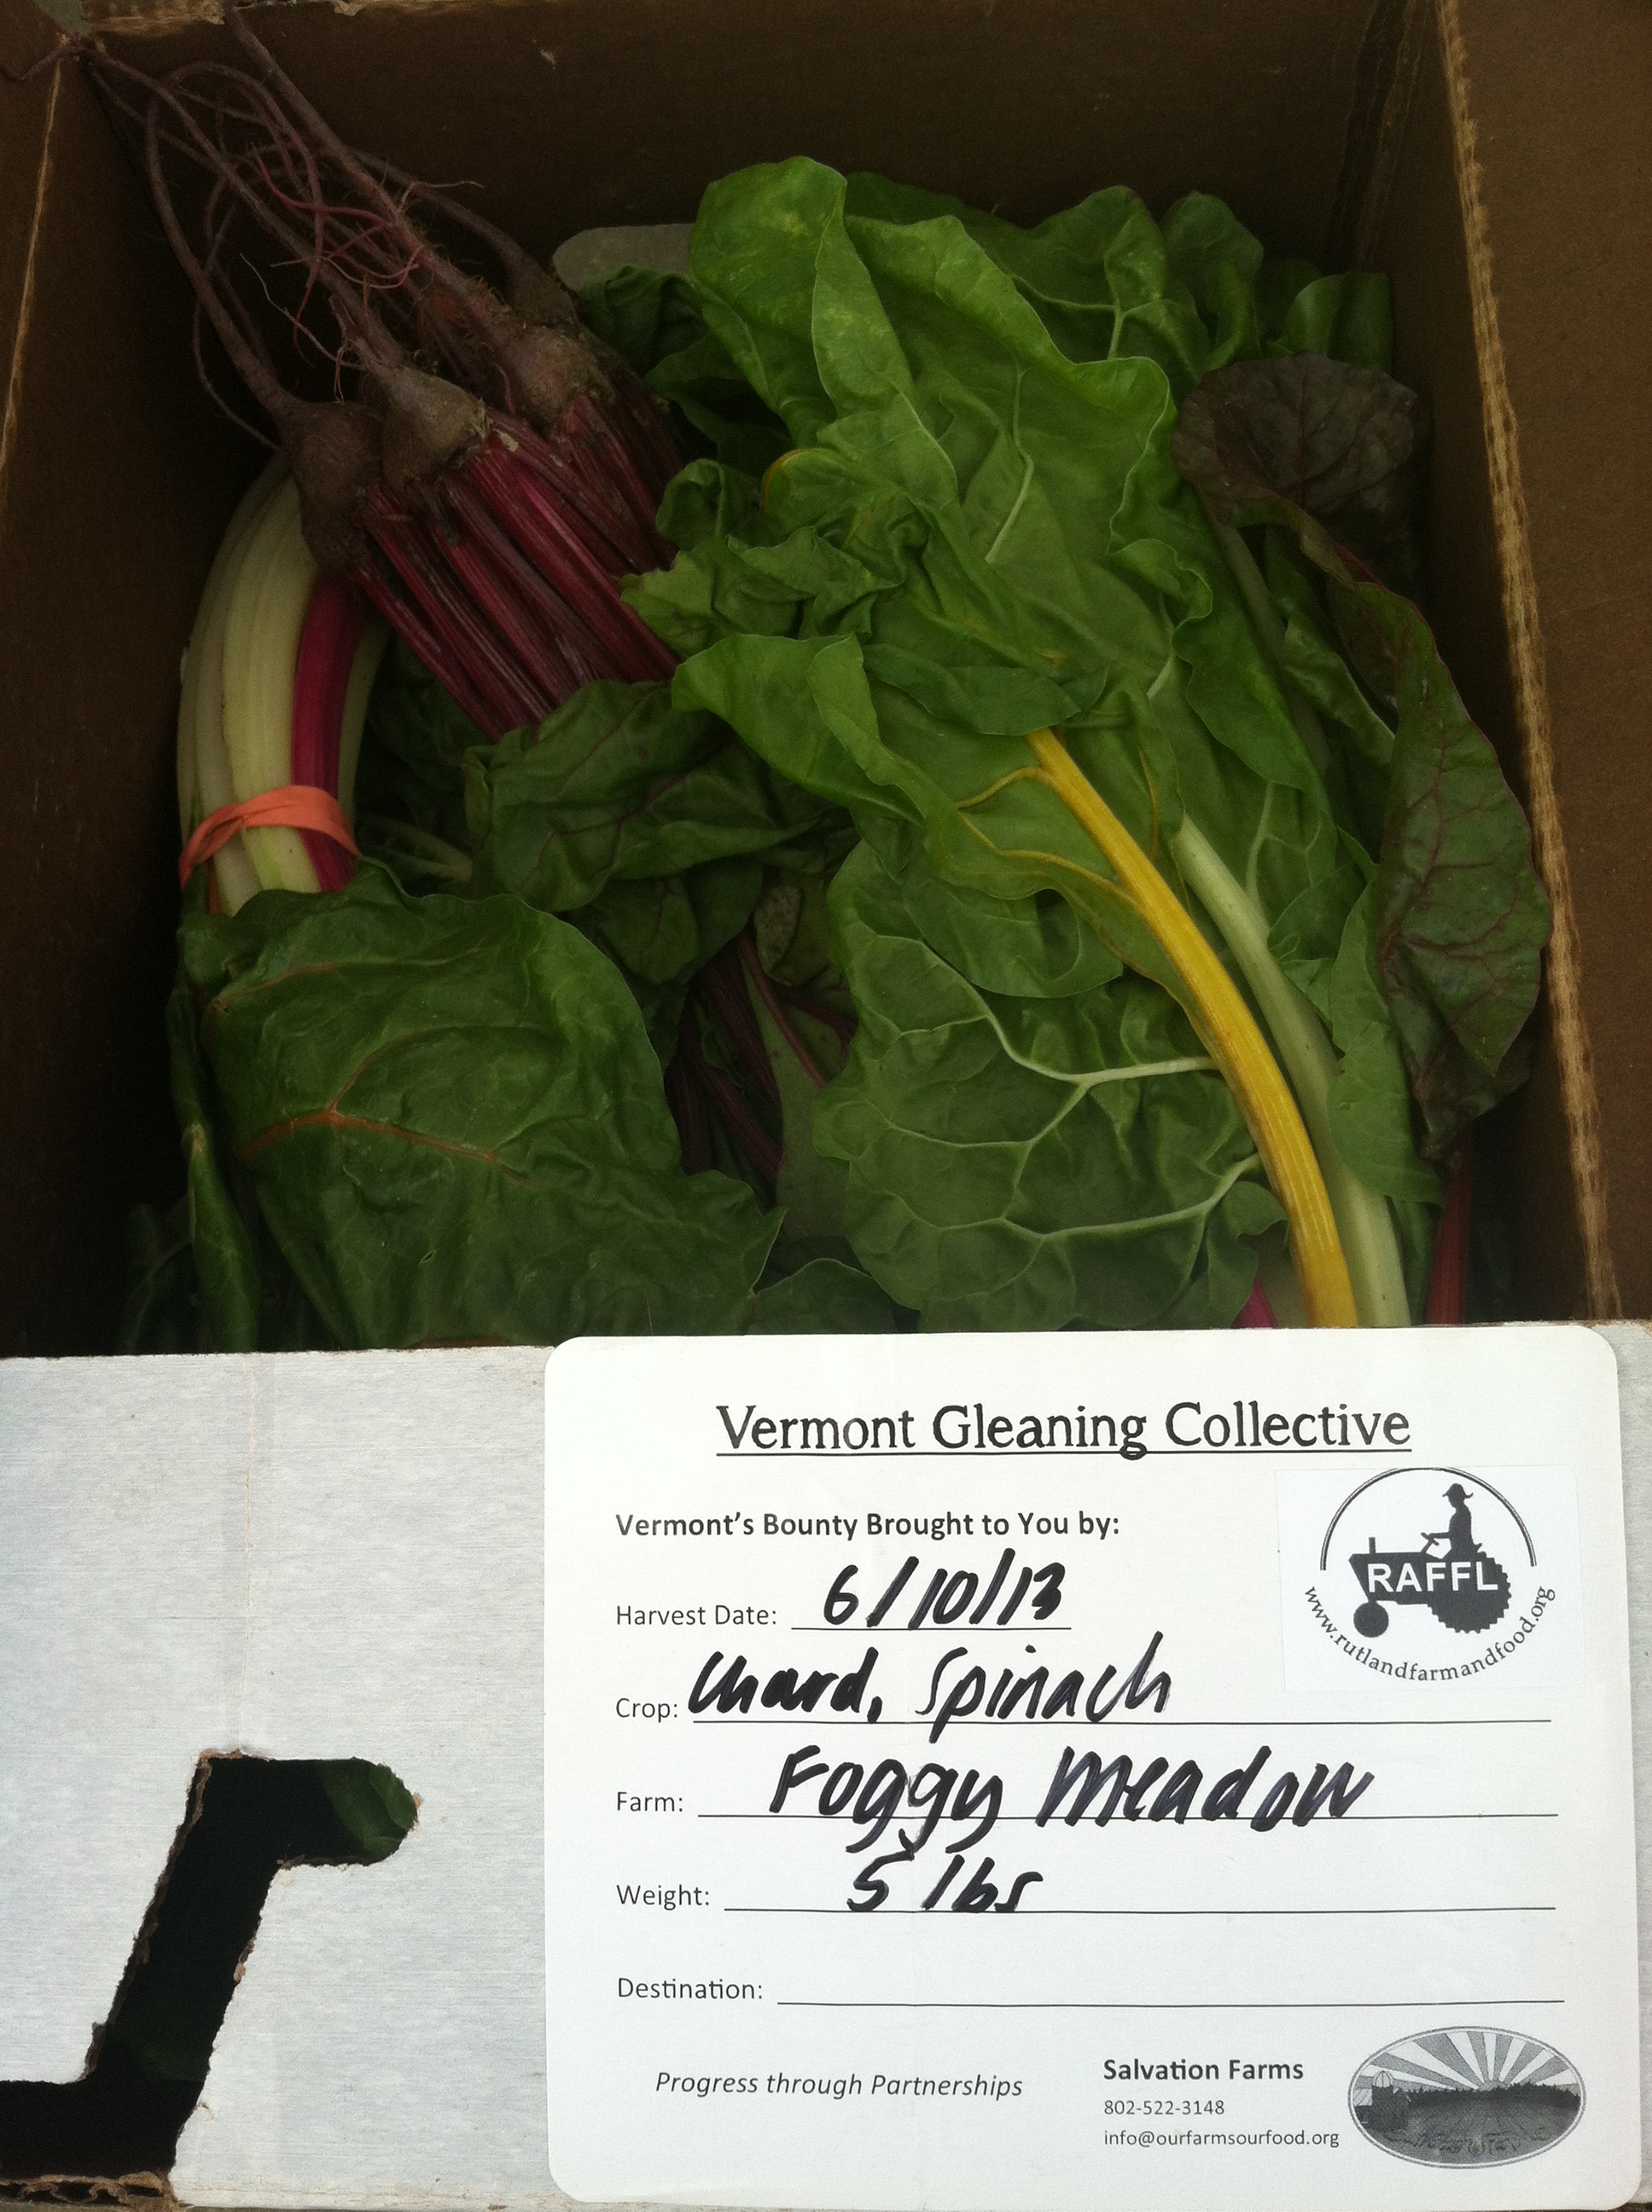 Vermont Gleaning Collective
Vermont's Bounty Brought to You by:
RAFFL
www.rutlandfarmandfood.org
Harvest Date: 6/10/13
Crop: Chard, Spinach
Farm: Foggy Meadow
Weight: 5 lbs
Destination:
Progress through Partnerships
Salvation Farms
802-522-3148
info@ourfarmsourfood.org